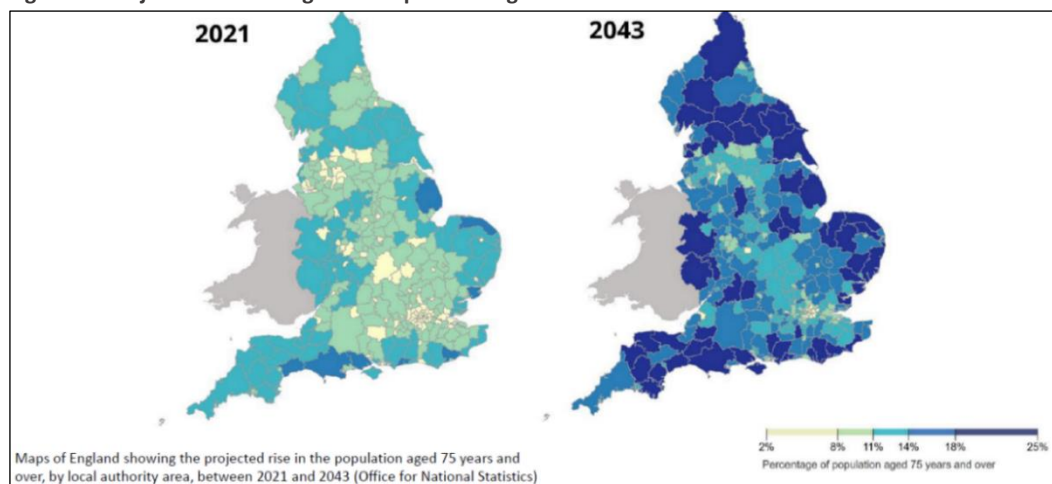 2021
2043
2% 8% 11% 14% 18% 25%
Percentage of population aged 75 years and over
Maps of England showing the projected rise in the population aged 75 years and
over, by local authority area, between 2021 and 2043 (Office for National Statistics)